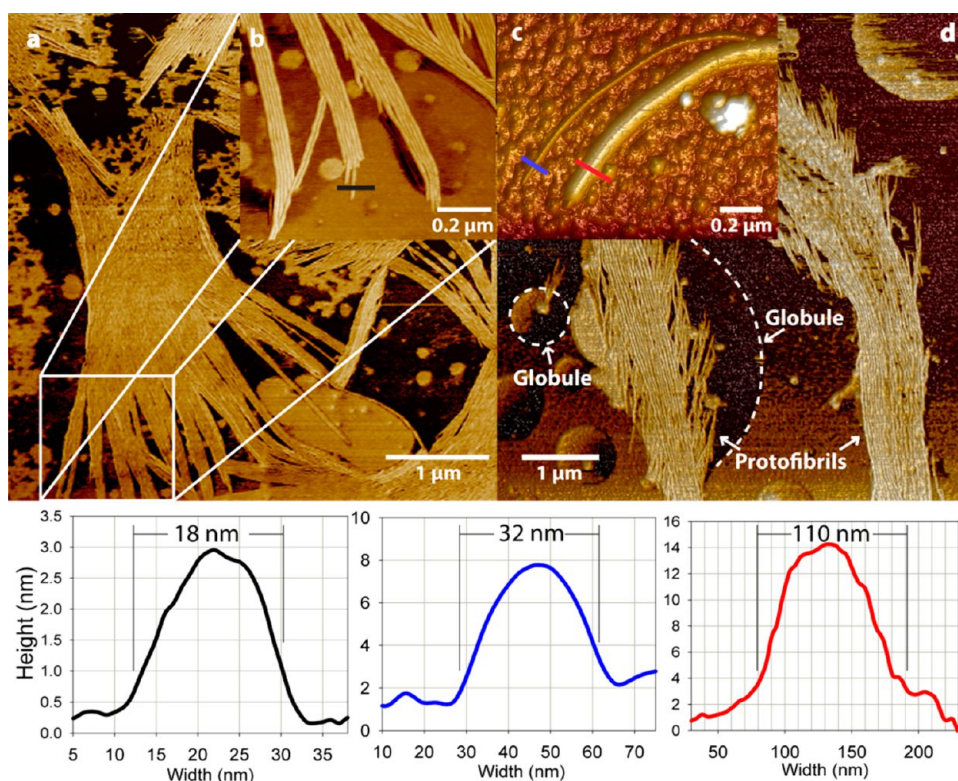 a
b
c
d
0.2 µm
0.2 µm
Globule
Globule
Protofibrils
1 µm
1 µm
18 nm
32 nm
110 nm
Height (nm)
3.5
3.0
2.5
2.0
1.5
1.0
0.5
0.0
5 10 15 20 25 30 35
Width (nm)
10
8
6
4
2
0
10 20 30 40 50 60 70
Width (nm)
16
14
12
10
8
6
4
2
0
50 100 150 200
Width (nm)